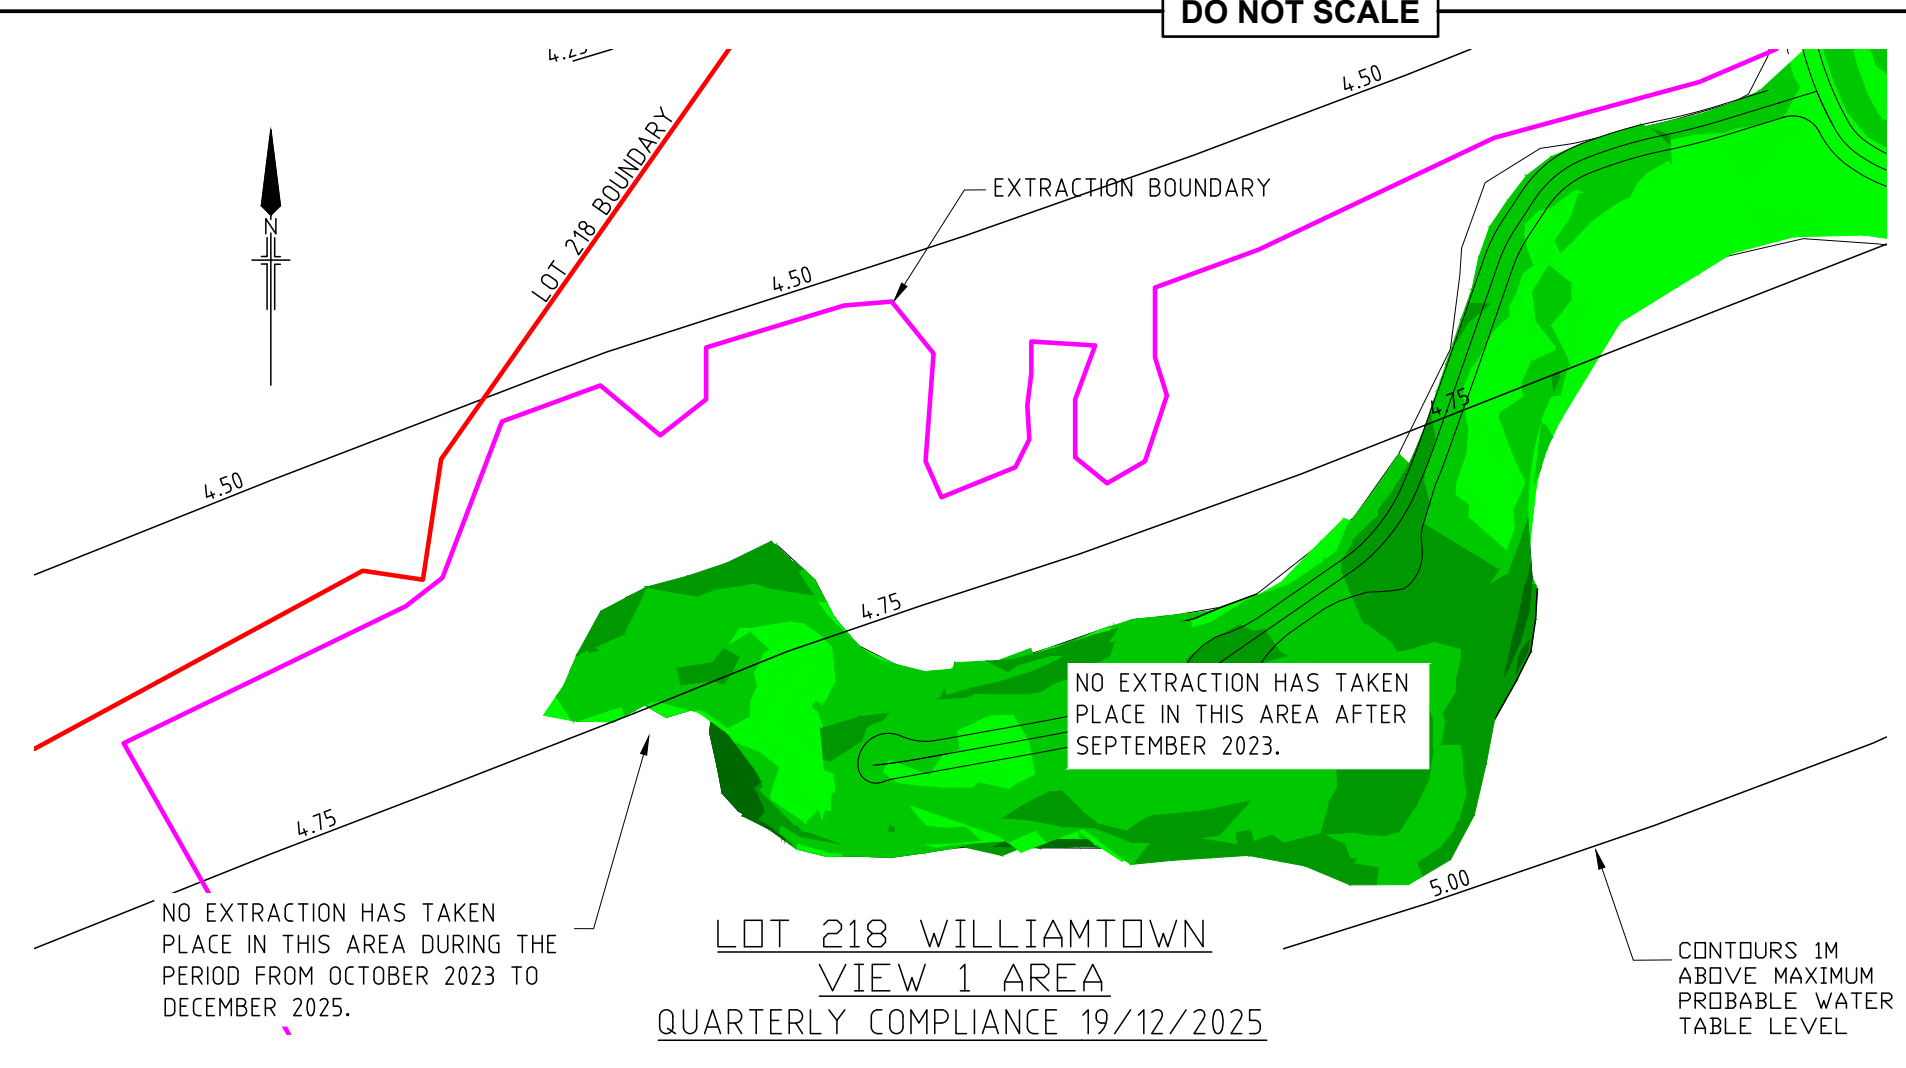 DO NOT SCALE
4.25
4.50
LOT 218 BOUNDARY
N
EXTRACTION BOUNDARY
4.50
4.50
4.75
4.75
NO EXTRACTION HAS TAKEN
PLACE IN THIS AREA AFTER
SEPTEMBER 2023.
4.75
5.00
NO EXTRACTION HAS TAKEN
PLACE IN THIS AREA DURING THE
PERIOD FROM OCTOBER 2023 TO
DECEMBER 2025.
LOT 218 WILLIAMTOWN
VIEW 1 AREA
QUARTERLY COMPLIANCE 19/12/2025
CONTOURS 1M
ABOVE MAXIMUM
PROBABLE WATER
TABLE LEVEL